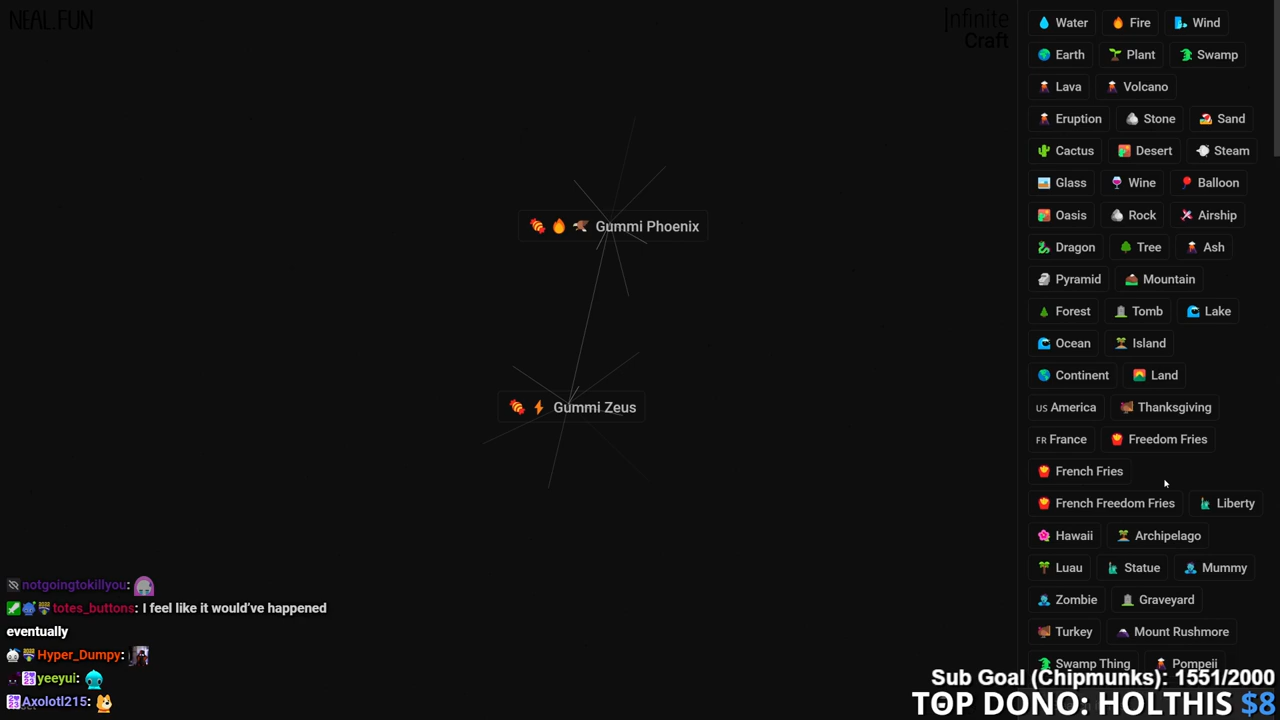 NEAL.FUN
Infinite
Craft
Gummi Phoenix
Gummi Zeus
Water Fire Wind
Earth Plant Swamp
Lava Volcano
Eruption Stone Sand
Cactus Desert Steam
Glass Wine Balloon
Oasis Rock Airship
Dragon Tree Ash
Pyramid Mountain
Forest Tomb Lake
Ocean Island
Continent Land
US America Thanksgiving
FR France Freedom Fries
French Fries
French Freedom Fries Liberty
Hawaii Archipelago
Luau Statue Mummy
Zombie Graveyard
Turkey Mount Rushmore
Swamp Thing Pompeii
notgoingtokillyou:
totes_buttons: I feel like it would've happened
eventually
Hyper_Dumpy:
yeeyui:
Axolotl215:
Sub Goal (Chipmunks): 1551/2000
TOP DONO: HOLTHIS $8